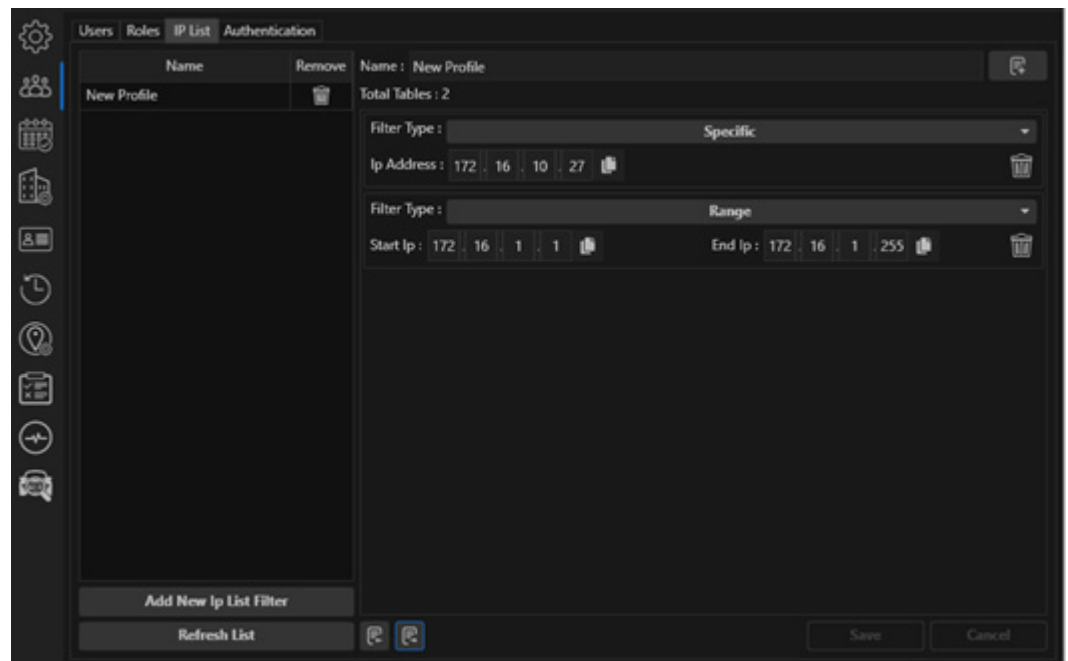 Users Roles IP List Authentication
Name Remove
New Profile
Add New Ip List Filter
Refresh List
Name : New Profile
Total Tables : 2
Filter Type : Specific
Ip Address : 172 . 16 . 10 . 27
Filter Type : Range
Start Ip : 172 . 16 . 1 . 1 End Ip : 172 . 16 . 1 . 255
Save Cancel